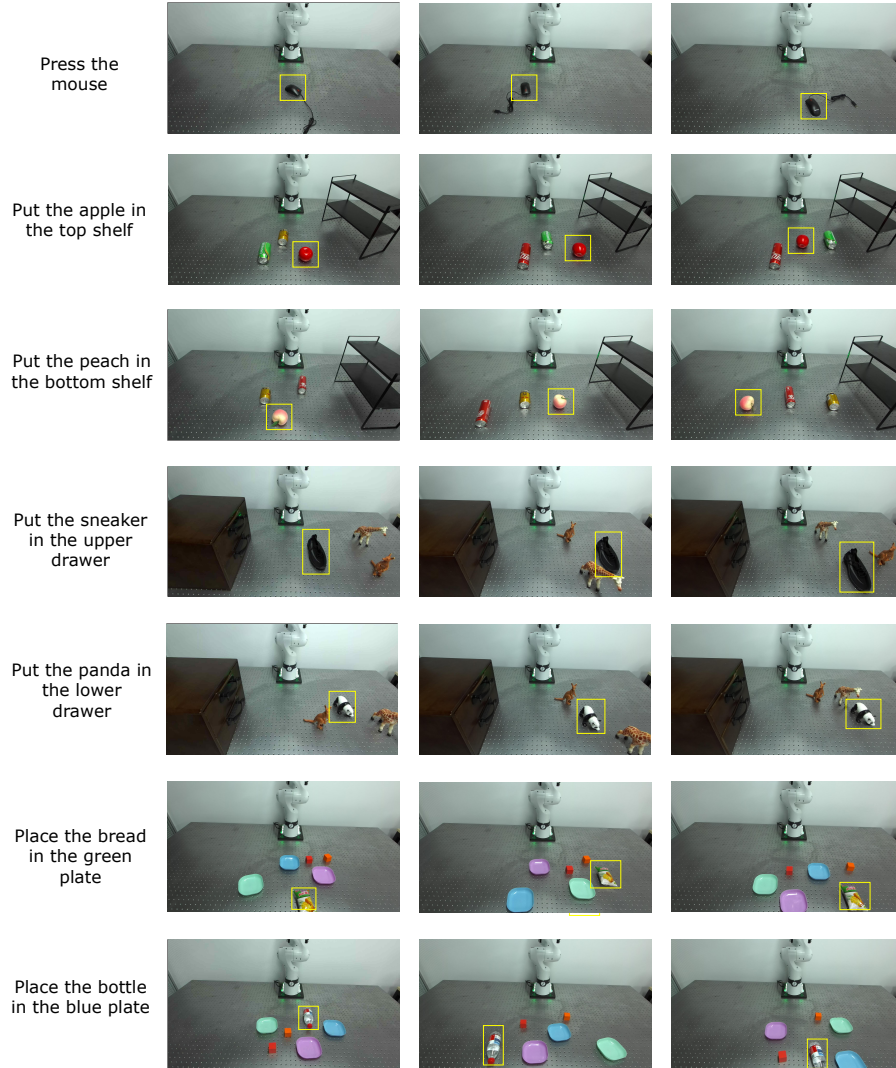 Press the
mouse
Put the apple in
the top shelf
Put the peach in
the bottom shelf
Put the sneaker
in the upper
drawer
Put the panda in
the lower
drawer
Place the bread
in the green
plate
Place the bottle
in the blue plate